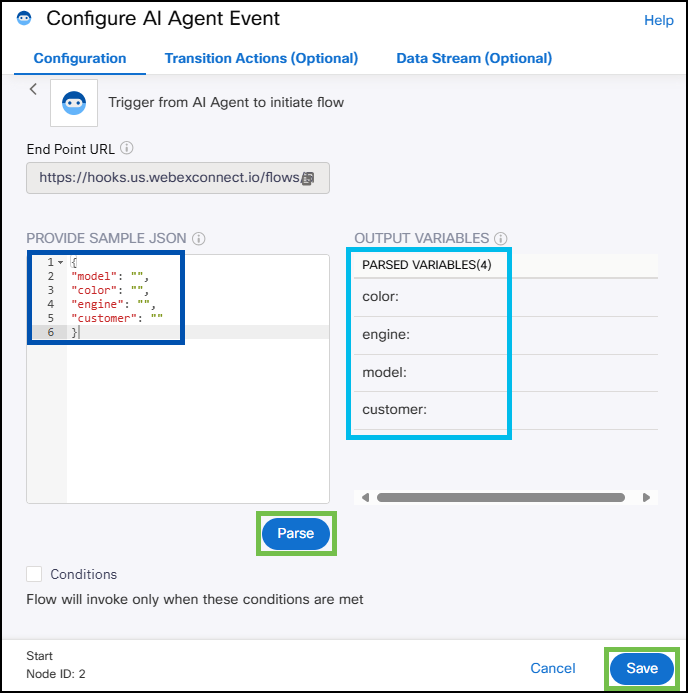 Configure AI Agent Event
Help
Configuration
Transition Actions (Optional)
Data Stream (Optional)
Trigger from AI Agent to initiate flow
End Point URL
https://hooks.us.webexconnect.io/flows/
PROVIDE SAMPLE JSON
1 {
2 "model": "",
3 "color": "",
4 "engine": "",
5 "customer": ""
6 }
OUTPUT VARIABLES
PARSED VARIABLES(4)
color:
engine:
model:
customer:
Parse
Conditions
Flow will invoke only when these conditions are met
Start
Node ID: 2
Cancel
Save